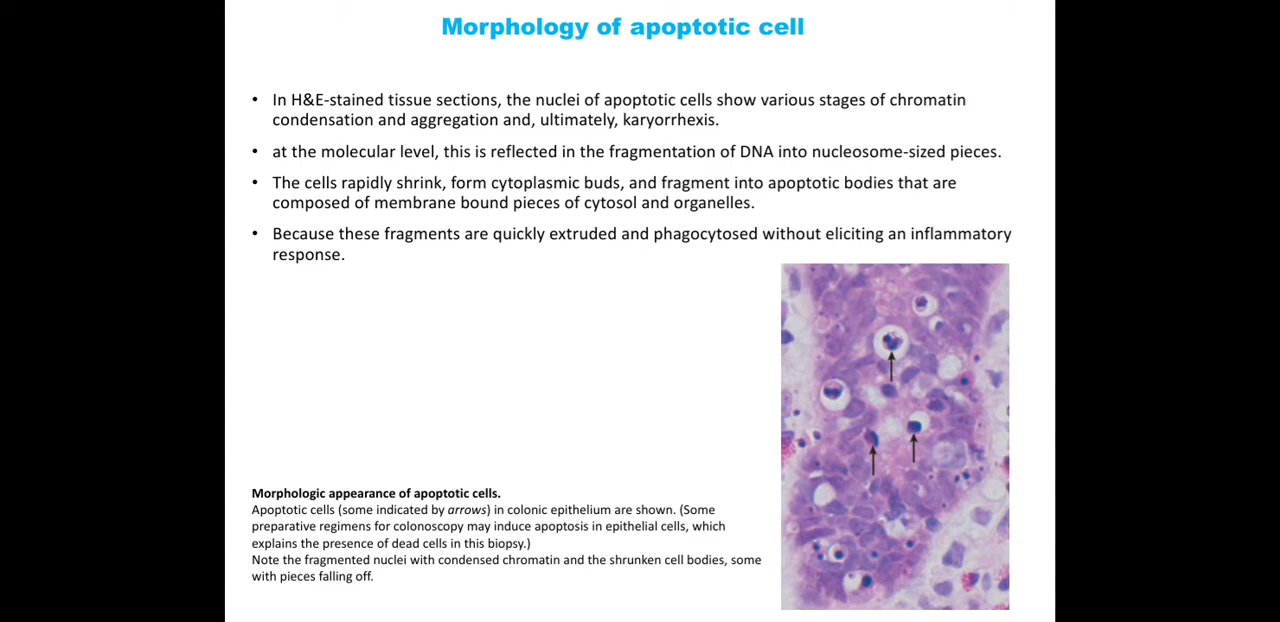 Morphology of apoptotic cell
• In H&E-stained tissue sections, the nuclei of apoptotic cells show various stages of chromatin
condensation and aggregation and, ultimately, karyorrhexis.
• at the molecular level, this is reflected in the fragmentation of DNA into nucleosome-sized pieces.
• The cells rapidly shrink, form cytoplasmic buds, and fragment into apoptotic bodies that are
composed of membrane bound pieces of cytosol and organelles.
• Because these fragments are quickly extruded and phagocytosed without eliciting an inflammatory
response.
Morphologic appearance of apoptotic cells.
Apoptotic cells (some indicated by arrows) in colonic epithelium are shown. (Some
preparative regimens for colonoscopy may induce apoptosis in epithelial cells, which
explains the presence of dead cells in this biopsy.)
Note the fragmented nuclei with condensed chromatin and the shrunken cell bodies, some
with pieces falling off.